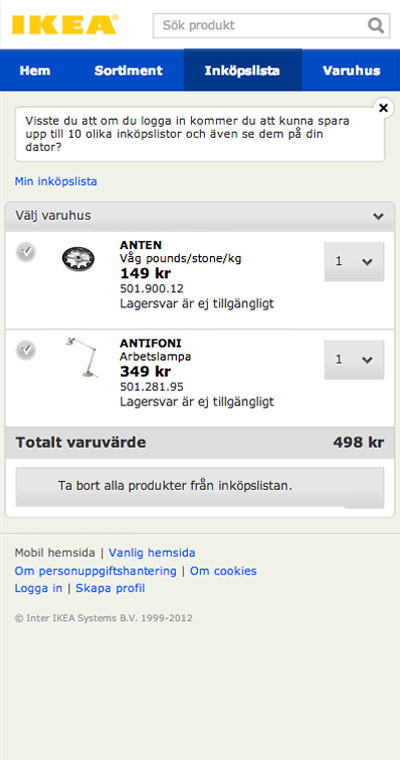 IKEA®
Sök produkt
Hem Sortiment Inköpslista Varuhus
Visste du att om du logga in kommer du att kunna spara
upp till 10 olika inköpslistor och även se dem på din
dator?
Min inköpslista
Välj varuhus
ANTEN
Våg pounds/stone/kg
149 kr
501.900.12
Lagersvar är ej tillgängligt
1
ANTIFONI
Arbetslampa
349 kr
501.281.95
Lagersvar är ej tillgängligt
1
Totalt varuvärde 498 kr
Ta bort alla produkter från inköpslistan.
Mobil hemsida | Vanlig hemsida
Om personuppgiftshantering | Om cookies
Logga in | Skapa profil
© Inter IKEA Systems B.V. 1999-2012